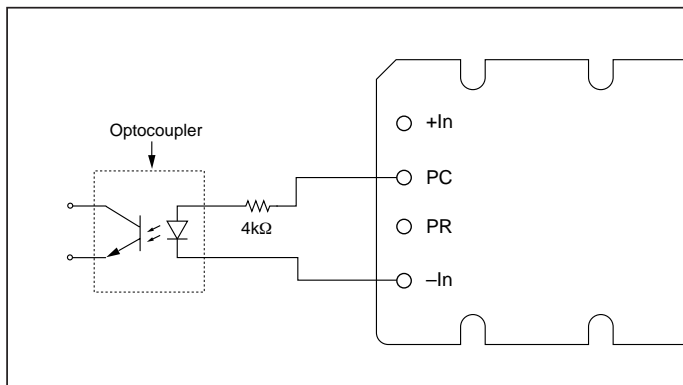 Optocoupler
4kΩ
+In
PC
PR
–In